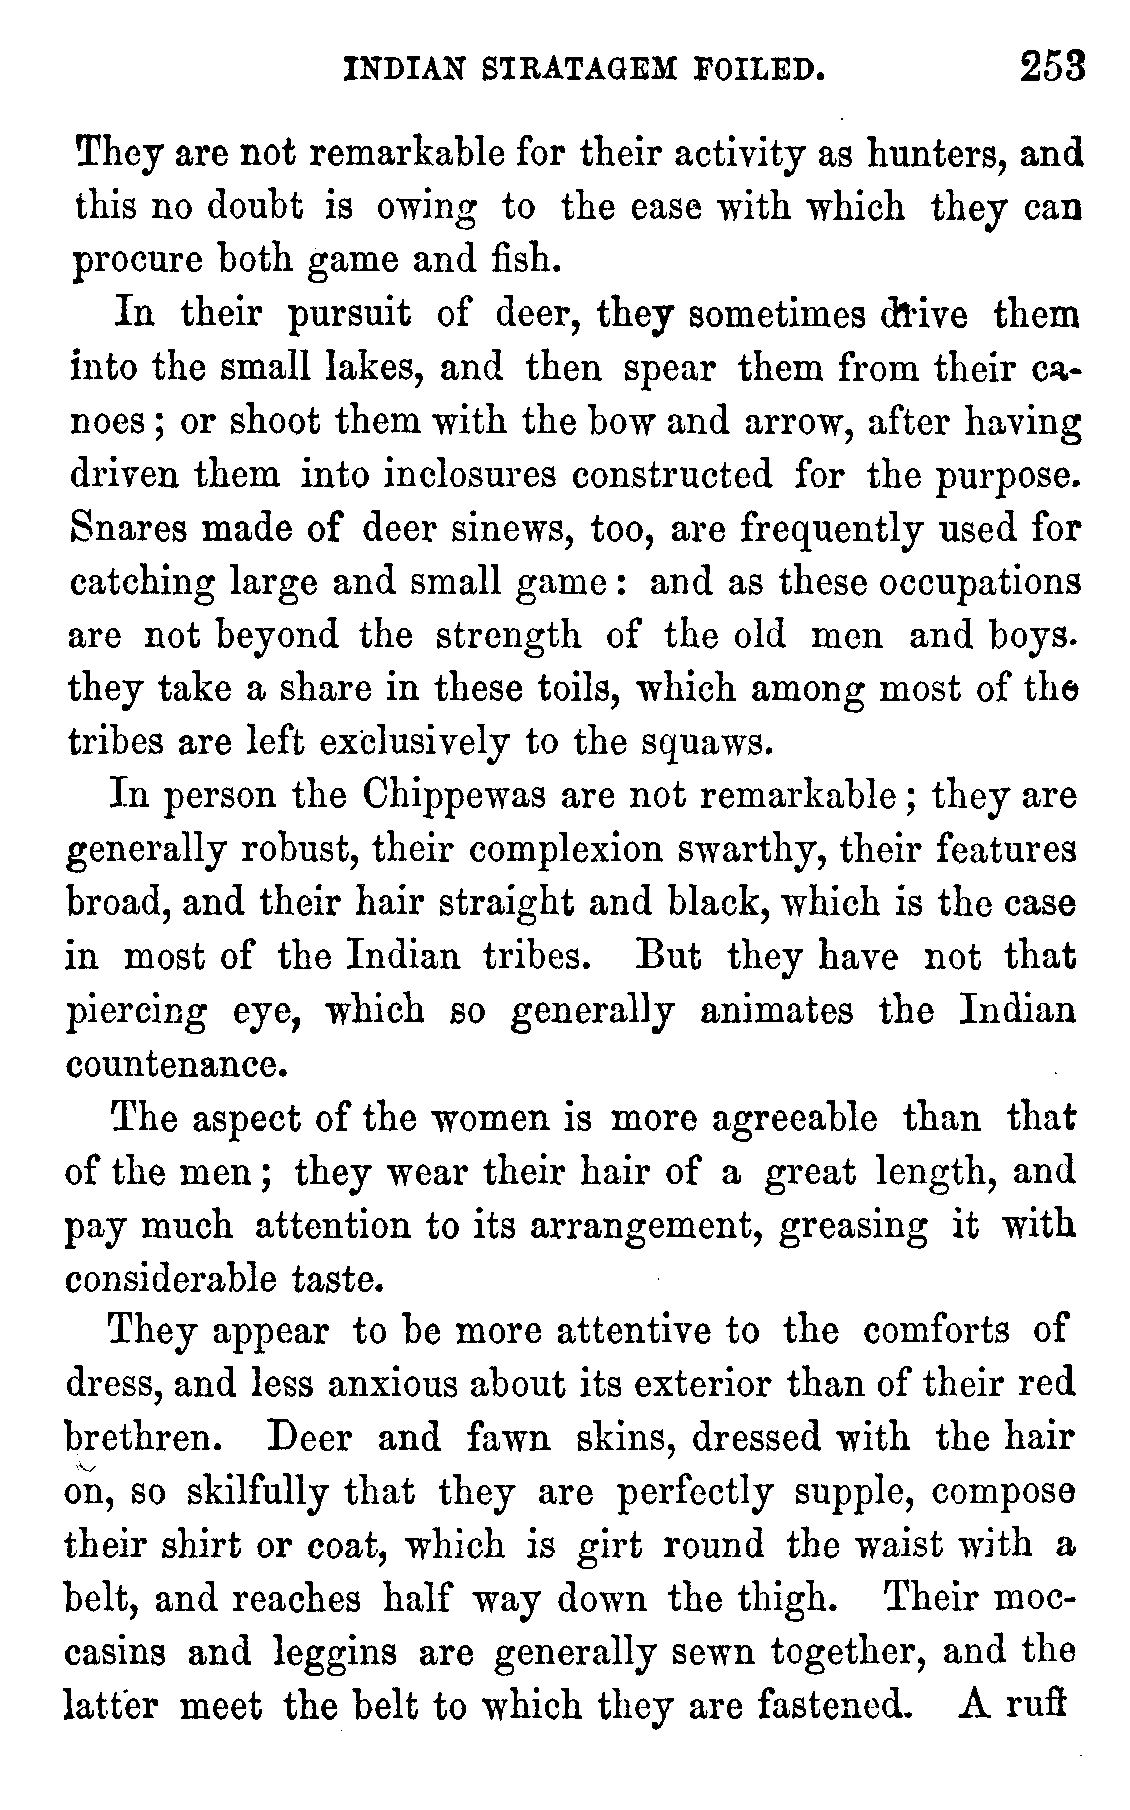 INDIAN STRATAGEM FOILED. 253
They are not remarkable for their activity as hunters, and
this no doubt is owing to the ease with which they can
procure both game and fish.
In their pursuit of deer, they sometimes drive them
into the small lakes, and then spear them from their ca-
noes; or shoot them with the bow and arrow, after having
driven them into inclosures constructed for the purpose.
Snares made of deer sinews, too, are frequently used for
catching large and small game: and as these occupations
are not beyond the strength of the old men and boys.
they take a share in these toils, which among most of the
tribes are left exclusively to the squaws.
In person the Chippewas are not remarkable; they are
generally robust, their complexion swarthy, their features
broad, and their hair straight and black, which is the case
in most of the Indian tribes. But they have not that
piercing eye, which so generally animates the Indian
countenance.
The aspect of the women is more agreeable than that
of the men; they wear their hair of a great length, and
pay much attention to its arrangement, greasing it with
considerable taste.
They appear to be more attentive to the comforts of
dress, and less anxious about its exterior than of their red
brethren. Deer and fawn skins, dressed with the hair
on, so skilfully that they are perfectly supple, compose
their shirt or coat, which is girt round the waist with a
belt, and reaches half way down the thigh. Their moc-
casins and leggins are generally sewn together, and the
latter meet the belt to which they are fastened. A ruff